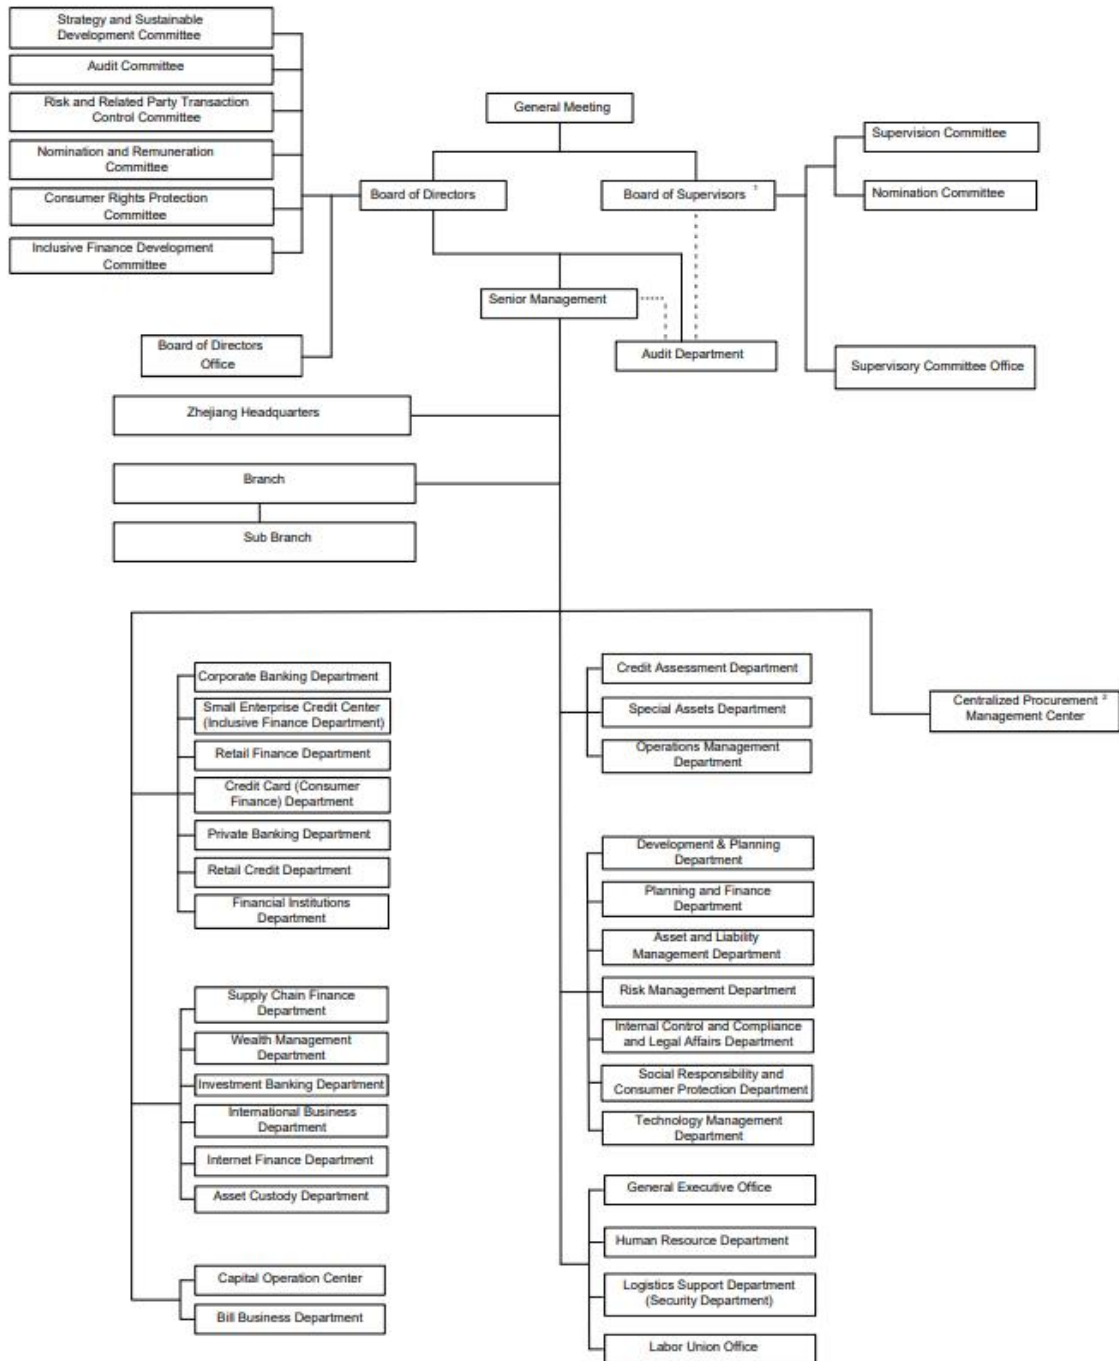 Strategy and Sustainable
Development Committee
Audit Committee
Risk and Related Party Transaction
Control Committee
Nomination and Remuneration
Committee
Consumer Rights Protection
Committee
Inclusive Finance Development
Committee
General Meeting
Board of Directors
Board of Supervisors
Supervision Committee
Nomination Committee
Senior Management
Board of Directors
Office
Audit Department
Supervisory Committee Office
Zhejiang Headquarters
Branch
Sub Branch
Corporate Banking Department
Small Enterprise Credit Center
(Inclusive Finance Department)
Retail Finance Department
Credit Card (Consumer
Finance) Department
Private Banking Department
Retail Credit Department
Financial Institutions
Department
Supply Chain Finance
Department
Wealth Management
Department
Investment Banking Department
International Business
Department
Internet Finance Department
Asset Custody Department
Capital Operation Center
Bill Business Department
Credit Assessment Department
Special Assets Department
Operations Management
Department
Development & Planning
Department
Planning and Finance
Department
Asset and Liability
Management Department
Risk Management Department
Internal Control and Compliance
and Legal Affairs Department
Social Responsibility and
Consumer Protection Department
Technology Management
Department
General Executive Office
Human Resource Department
Logistics Support Department
(Security Department)
Labor Union Office
Centralized Procurement
Management Center